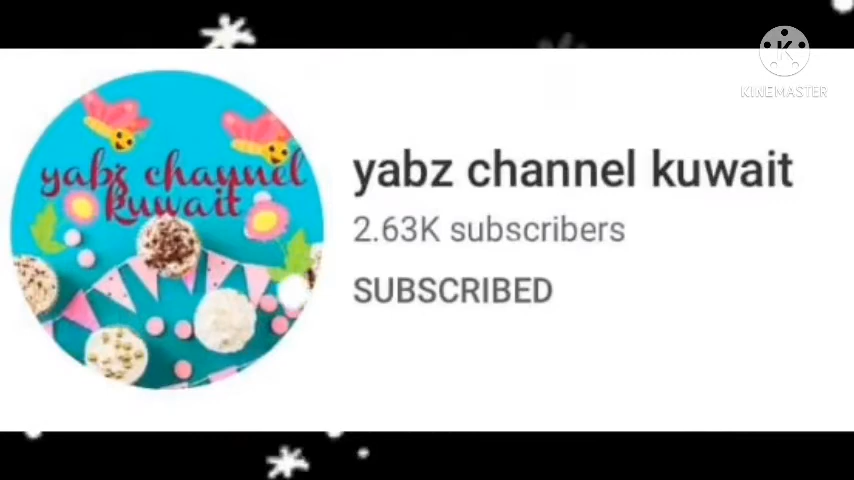 KINEMASTER
yabz channel
kuwait
yabz channel kuwait
2.63K subscribers
SUBSCRIBED